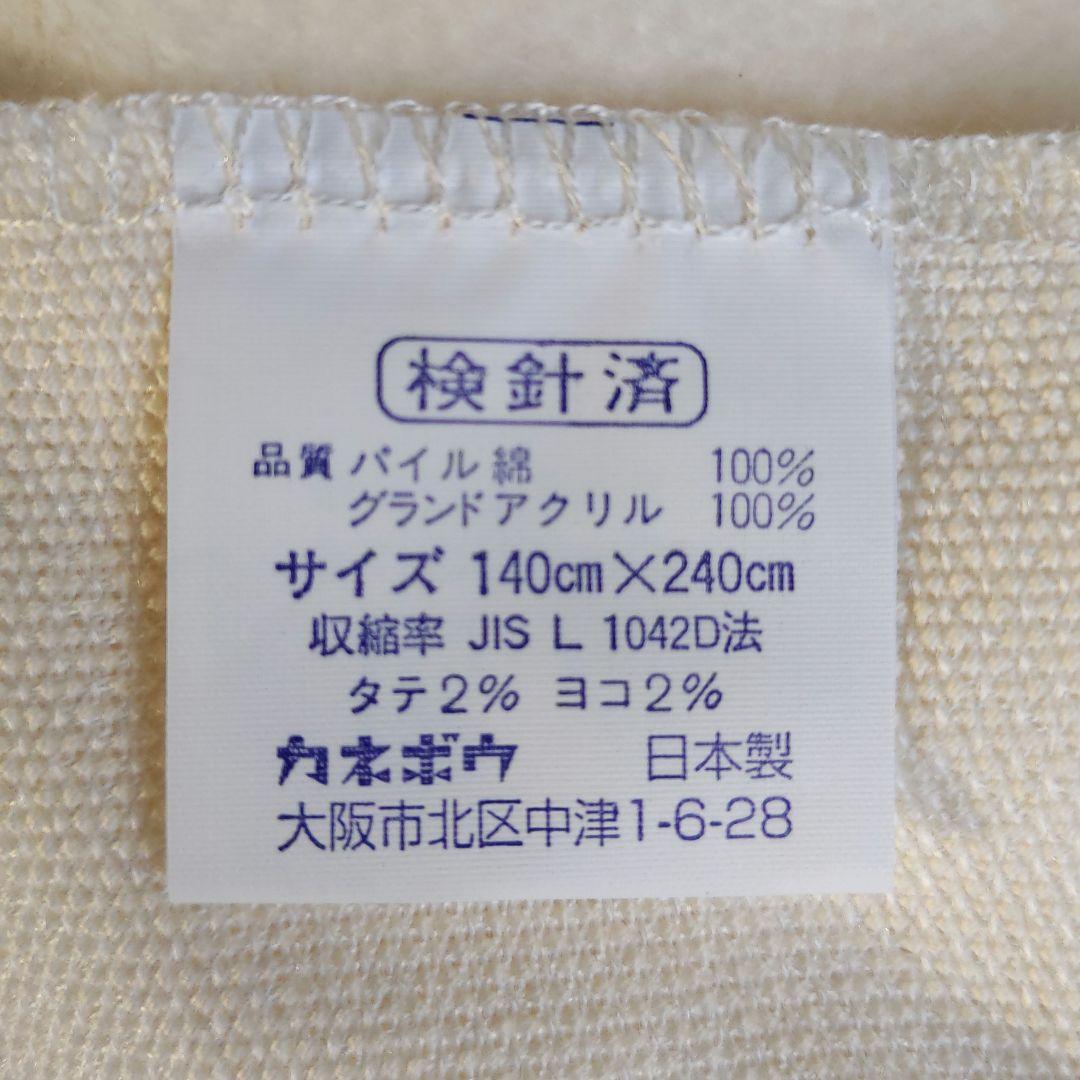 検針済
品質 パイル綿 100%
グランドアクリル 100%
サイズ 140cm×240cm
収縮率 JIS L 1042D法
タテ2% ヨコ2%
カネボウ 日本製
大阪市北区中津1-6-28